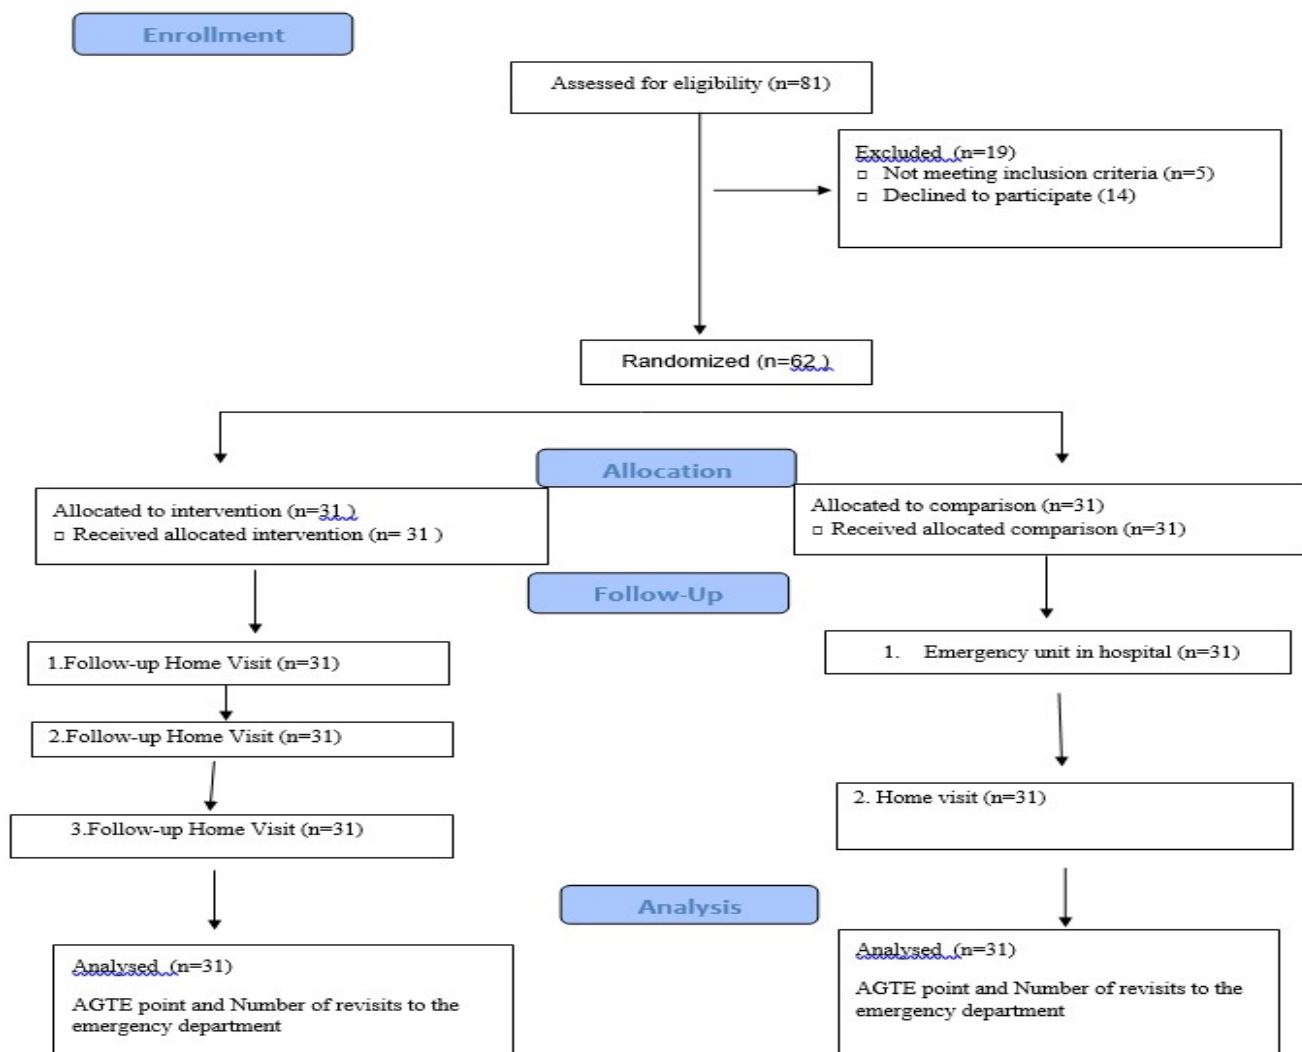 Enrollment
Assessed for eligibility (n=81)
Excluded (n=19)
□ Not meeting inclusion criteria (n=5)
□ Declined to participate (14)
Randomized (n=62 )
Allocation
Allocated to intervention (n=31 )
□ Received allocated intervention (n= 31 )
Allocated to comparison (n=31)
□ Received allocated comparison (n=31)
Follow-Up
1.Follow-up Home Visit (n=31)
2.Follow-up Home Visit (n=31)
3.Follow-up Home Visit (n=31)
1. Emergency unit in hospital (n=31)
2. Home visit (n=31)
Analysis
Analysed (n=31)
AGTE point and Number of revisits to the
emergency department
Analysed (n=31)
AGTE point and Number of revisits to the
emergency department